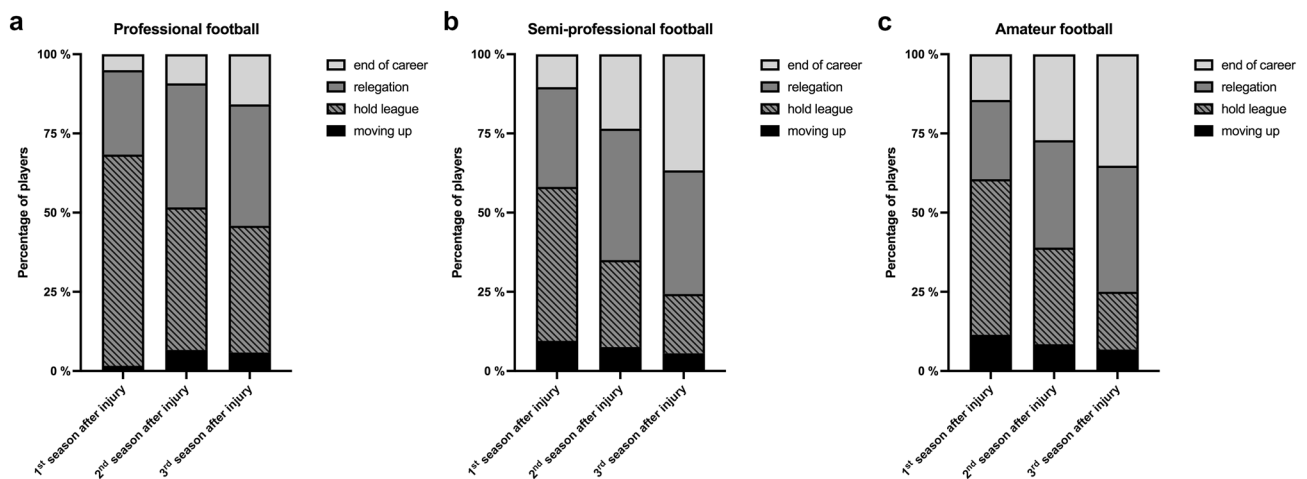 a
Professional football
Percentage of players
100 %
75 %
50 %
25 %
0 %
1st season after injury
2nd season after injury
3rd season after injury
end of career
relegation
hold league
moving up
b
Semi-professional football
Percentage of players
100 %
75 %
50 %
25 %
0 %
1st season after injury
2nd season after injury
3rd season after injury
end of career
relegation
hold league
moving up
c
Amateur football
Percentage of players
100 %
75 %
50 %
25 %
0 %
1st season after injury
2nd season after injury
3rd season after injury
end of career
relegation
hold league
moving up